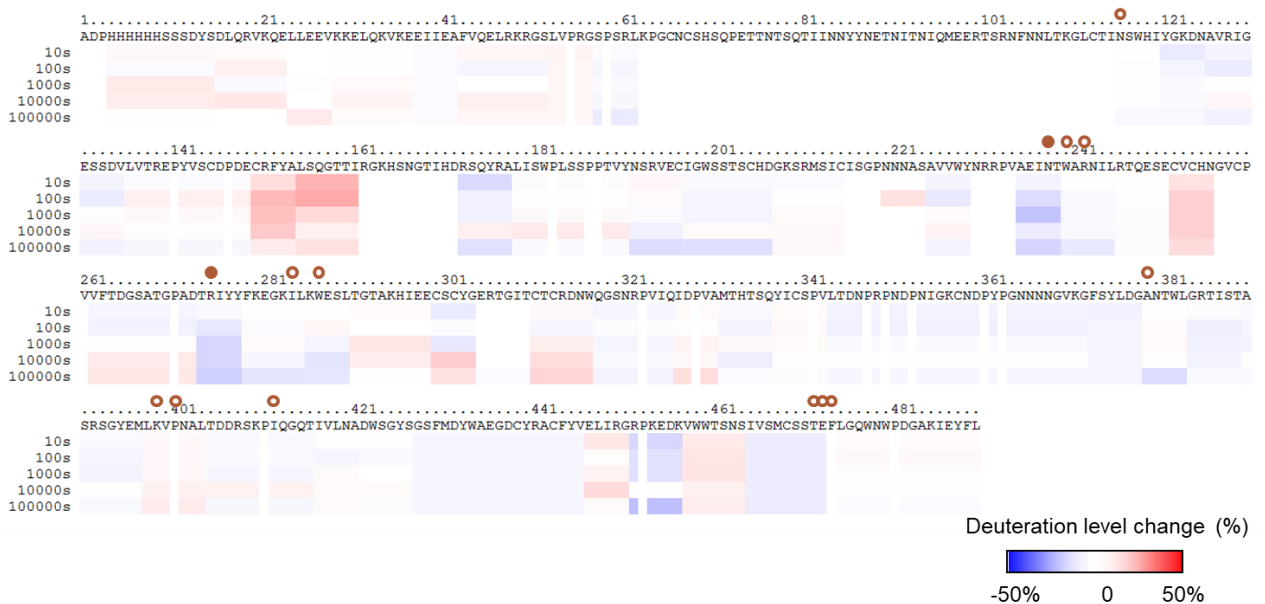 1...................21..................41..................61..................81..................101.................121.......
ADPHHHHHHSSSDYSDLQRVKQELLEEVKKELQKVKEEIIEAFVQELRKRGSLVPRGSPSRLKPGCNCSHSQPETTNTSQTIINNYYNETNITNIQMEERTSRNFNNLTKGLCTINSWHIYGKDNAVRIG
10s
100s
1000s
10000s
100000s
..........141.................161.................181.................201.................221.................241.................
ESSDVLVTREPYVSCDPDECRFYALSQGTTIRGKHSNGTIHDRSQYRALISWPLSSPPTVYNSRVECIGWSSTSCHDGKSRMSICISGPNNNASAVVWYNRRPVAEINTWARNILRTQESECVCHNGVCP
10s
100s
1000s
10000s
100000s
261.................281.................301.................321.................341.................361.................381.......
VVFTDGSATGPADTRIYYFKEGKILKWESLTGTAKHIEECSCYGERTGITCTCRDNWQGSNRPVIQIDPVAMTHTSQYICSPVLTDNPRPNDPNIGKCNDPYPGNNNNGVKGFSYLDGANTWLGRTISTA
10s
100s
1000s
10000s
100000s
..........401.................421.................441.................461.................481.......
SRSGYEMLKVPNALTDDRSKPIQGQTIVLNADWSGYSGSFMDYWAEGDCYRACFYVELIRGRPKEDKVWWTSNSIVSMCSSTEFLGQWNWPDGAKIEYFL
10s
100s
1000s
10000s
100000s
Deuteration level change (%)
-50% 0 50%